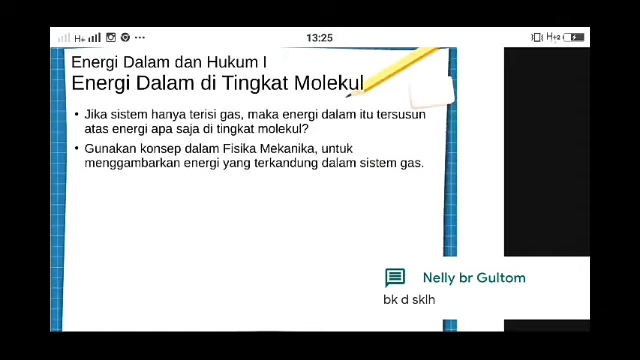 13:25
Energi Dalam dan Hukum I
Energi Dalam di Tingkat Molekul
• Jika sistem hanya terisi gas, maka energi dalam itu tersusun
atas energi apa saja di tingkat molekul?
• Gunakan konsep dalam Fisika Mekanika, untuk
menggambarkan energi yang terkandung dalam sistem gas.
Nelly br Gultom
bk d sklh